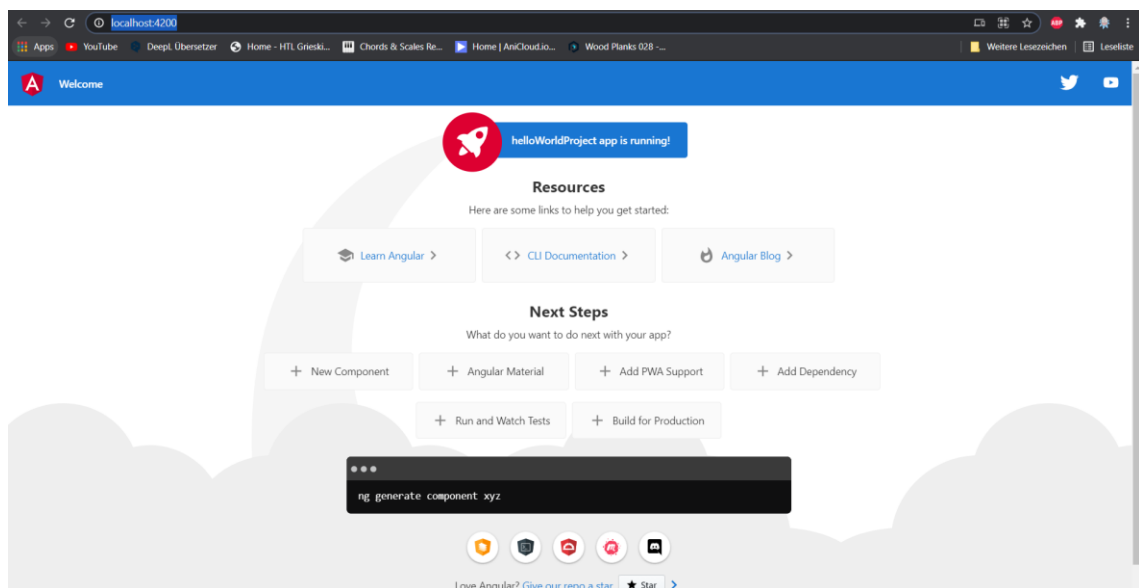 localhost:4200
Apps YouTube DeepL Übersetzer Home - HTL Grieski... Chords & Scales Re... Home | AniCloud.io... Wood Planks 028 -... Weitere Lesezeichen Leseliste
A Welcome
helloWorldProject app is running!
Resources
Here are some links to help you get started:
Learn Angular > <> CLI Documentation > Angular Blog >
Next Steps
What do you want to do next with your app?
+ New Component + Angular Material + Add PWA Support + Add Dependency
+ Run and Watch Tests + Build for Production
ng generate component xyz
Love Angular? Give our repo a star. ★ Star >